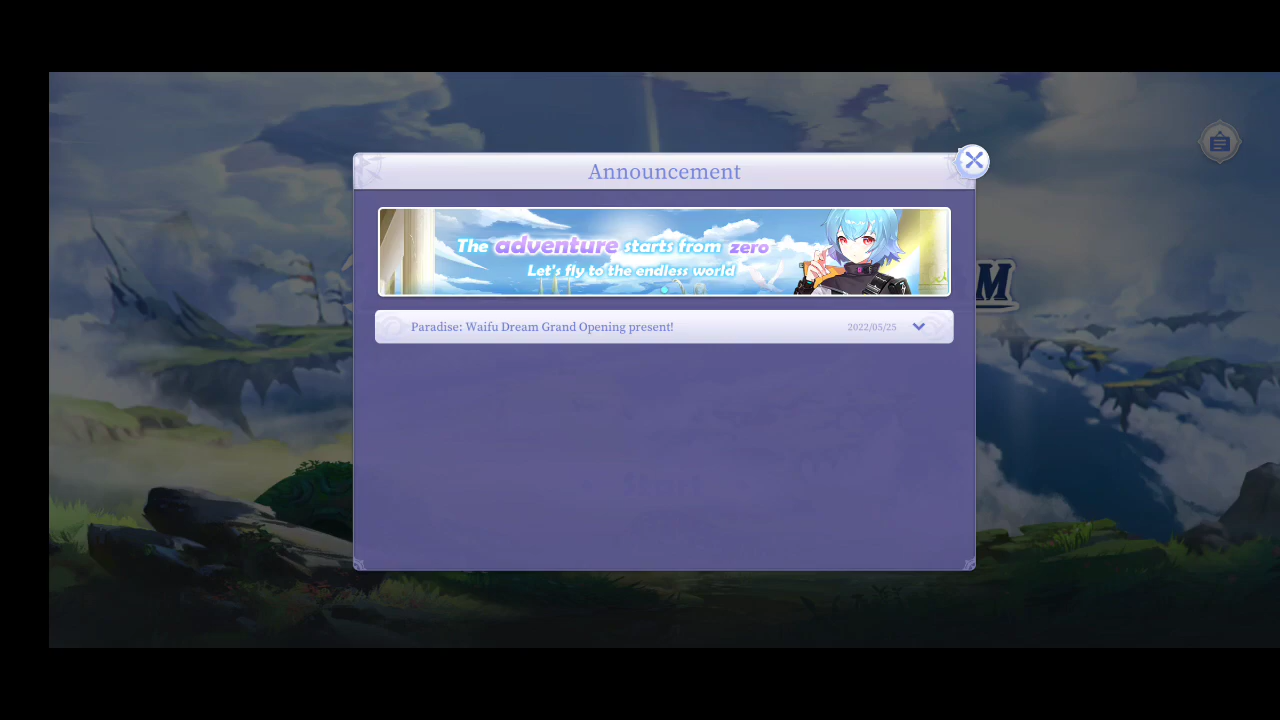 Announcement
The adventure starts from zero
Let's fly to the endless world
M
Paradise: Waifu Dream Grand Opening present!
2022/05/25